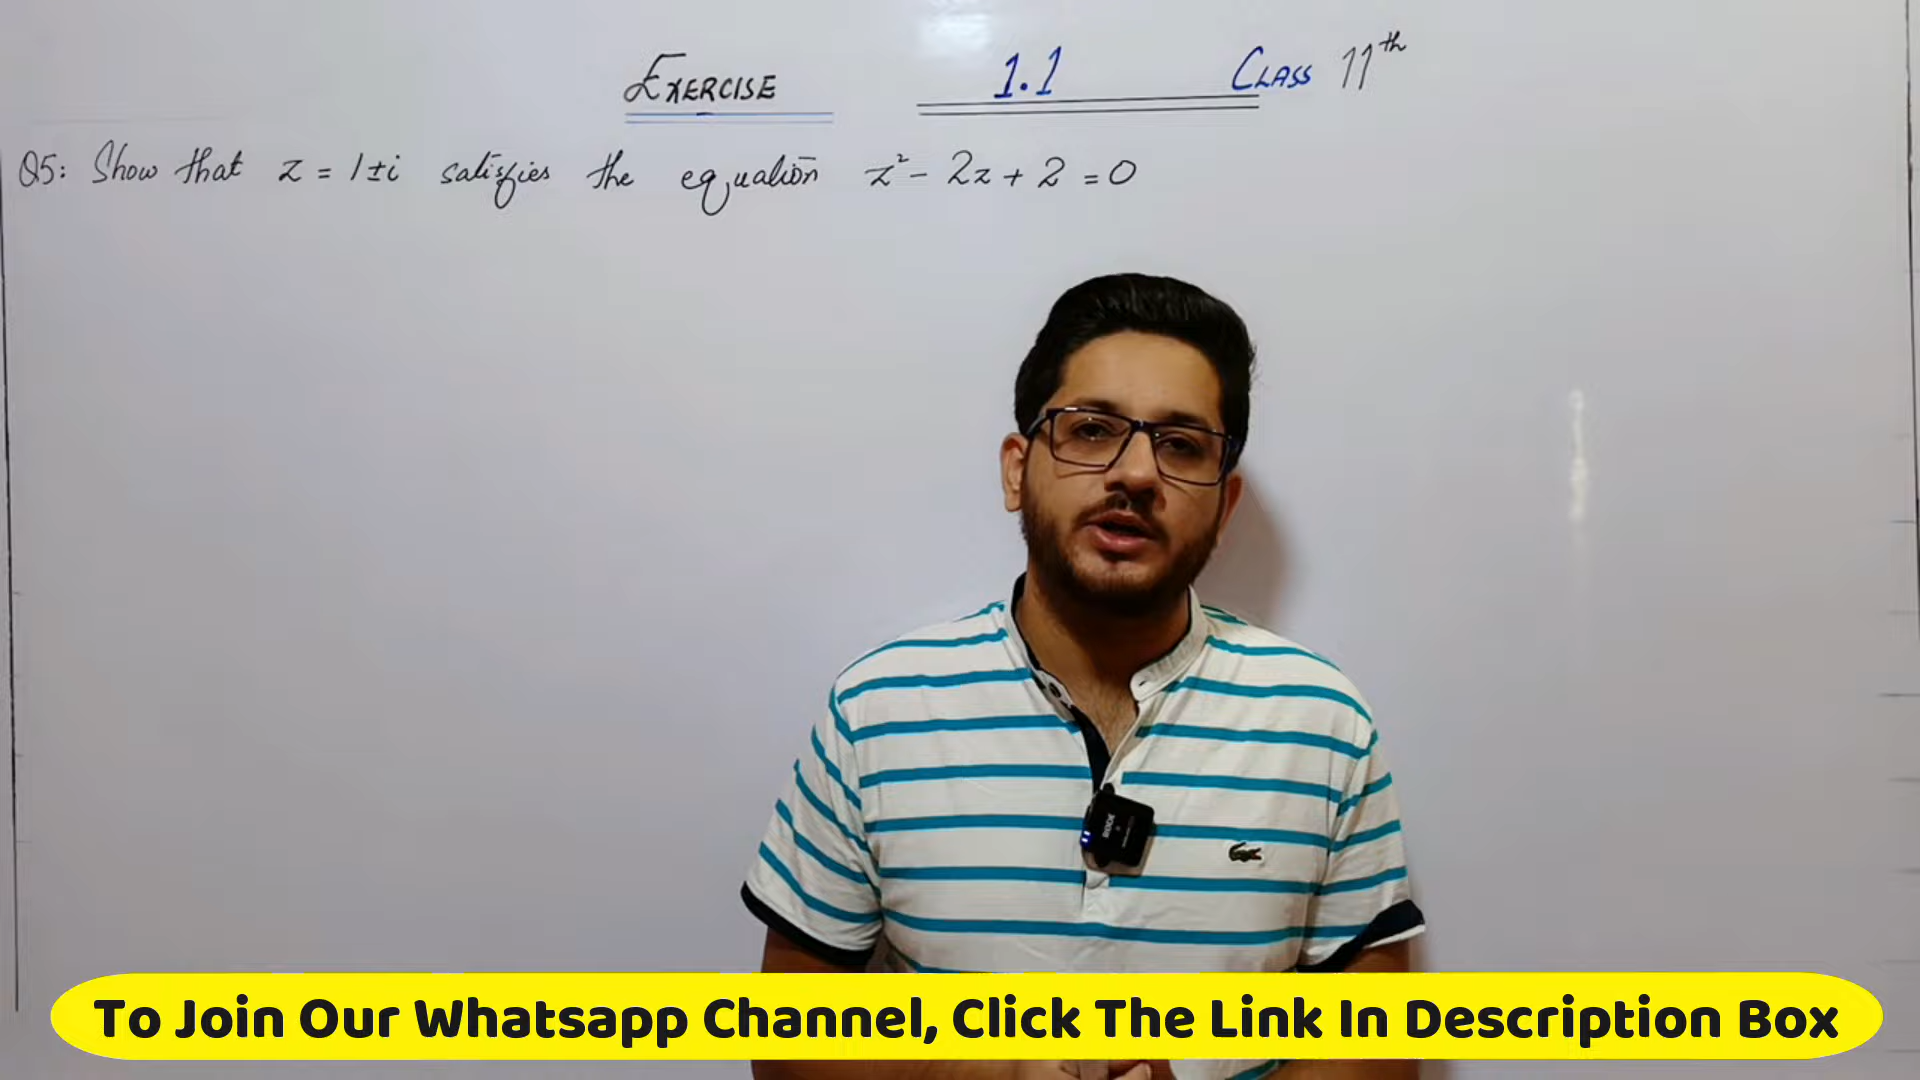 EXERCISE 1.1 CLASS 11th
Q5: Show that z = 1±i satisfies the equation z² - 2z + 2 = 0
RODE
To Join Our Whatsapp Channel, Click The Link In Description Box